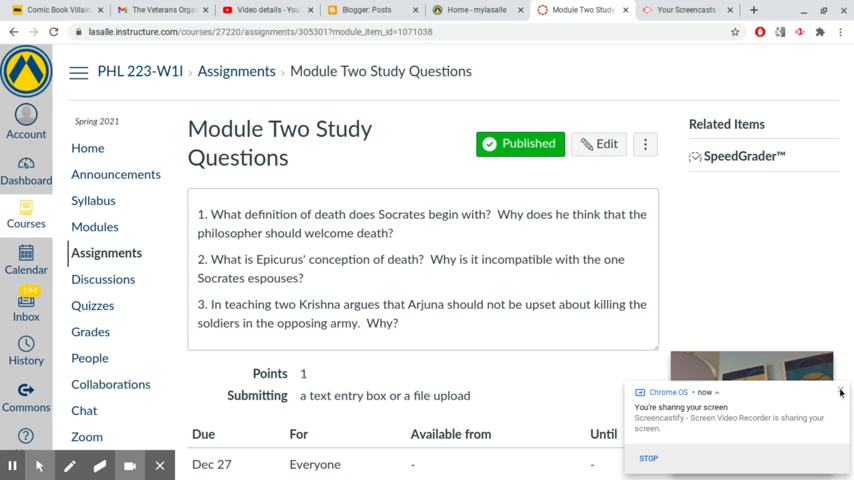 Comic Book Villain
The Veterans Organ
Video details - You
Blogger: Posts
Home - mylasalle
Module Two Study
Your Screencasts
lasalle.instructure.com/courses/27220/assignments/305301?module_item_id=1071038
PHL 223-W1I › Assignments › Module Two Study Questions
Account
Dashboard
Courses
Calendar
194
Inbox
History
Commons
Help
Spring 2021
Home
Announcements
Syllabus
Modules
Assignments
Discussions
Quizzes
Grades
People
Collaborations
Chat
Zoom
Module Two Study
Questions
Published
Edit
1. What definition of death does Socrates begin with? Why does he think that the
philosopher should welcome death?
2. What is Epicurus' conception of death? Why is it incompatible with the one
Socrates espouses?
3. In teaching two Krishna argues that Arjuna should not be upset about killing the
soldiers in the opposing army. Why?
Points 1
Submitting a text entry box or a file upload
Due For Available from Until
Dec 27 Everyone - -
Related Items
SpeedGrader™
Chrome OS • now
You're sharing your screen
Screencastify - Screen Video Recorder is sharing your
screen.
STOP